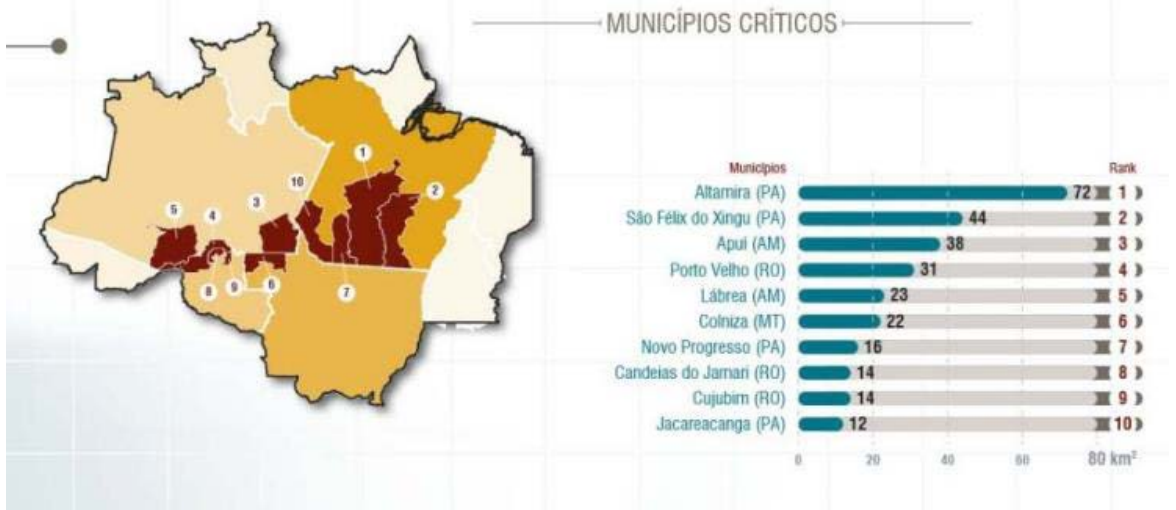 MUNICÍPIOS CRÍTICOS
1
2
10
3
4
5
8
9
6
7
Municípios Rank
Altamira (PA) 72 1
São Félix do Xingu (PA) 44 2
Apuí (AM) 38 3
Porto Velho (RO) 31 4
Lábrea (AM) 23 5
Colniza (MT) 22 6
Novo Progresso (PA) 16 7
Candeias do Jamari (RO) 14 8
Cujubim (RO) 14 9
Jacareacanga (PA) 12 10
0 20 40 60 80 km²